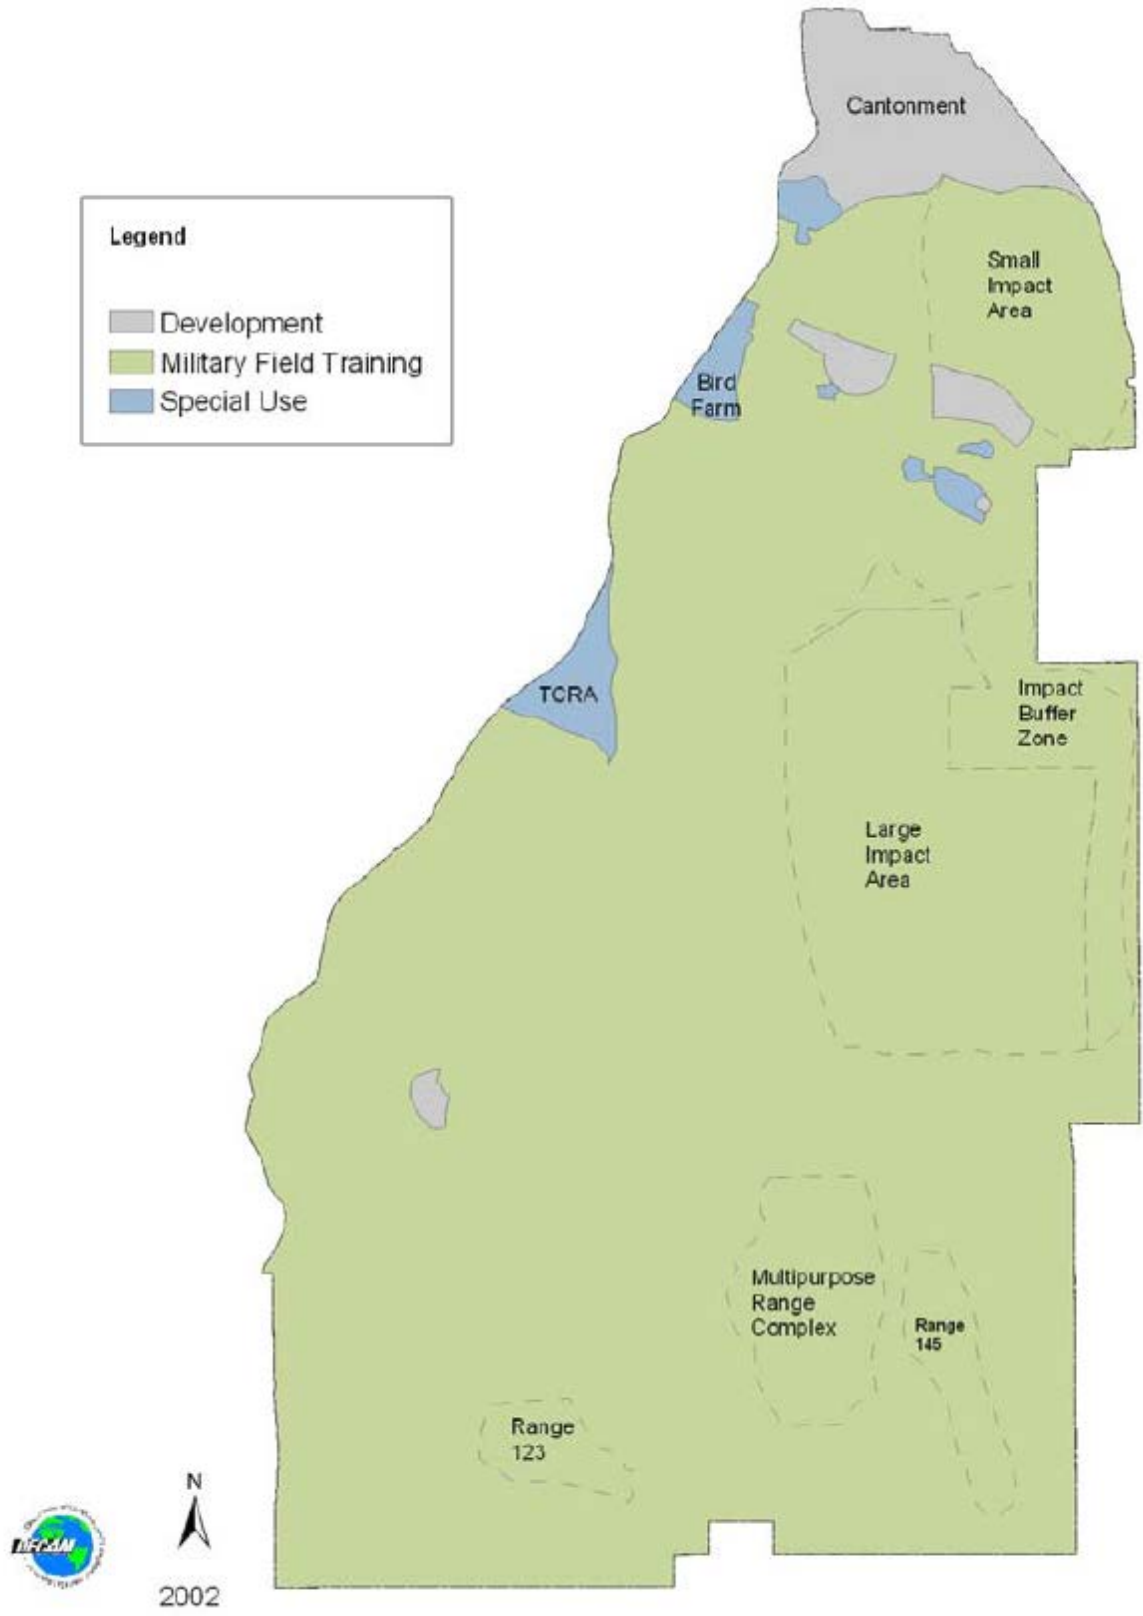 Cantonment
Legend
Development
Military Field Training
Special Use
Small
Impact
Area
Bird
Farm
TCRA
Impact
Buffer
Zone
Large
Impact
Area
Multipurpose
Range
Complex
Range
145
Range
123
N
DECAM
2002